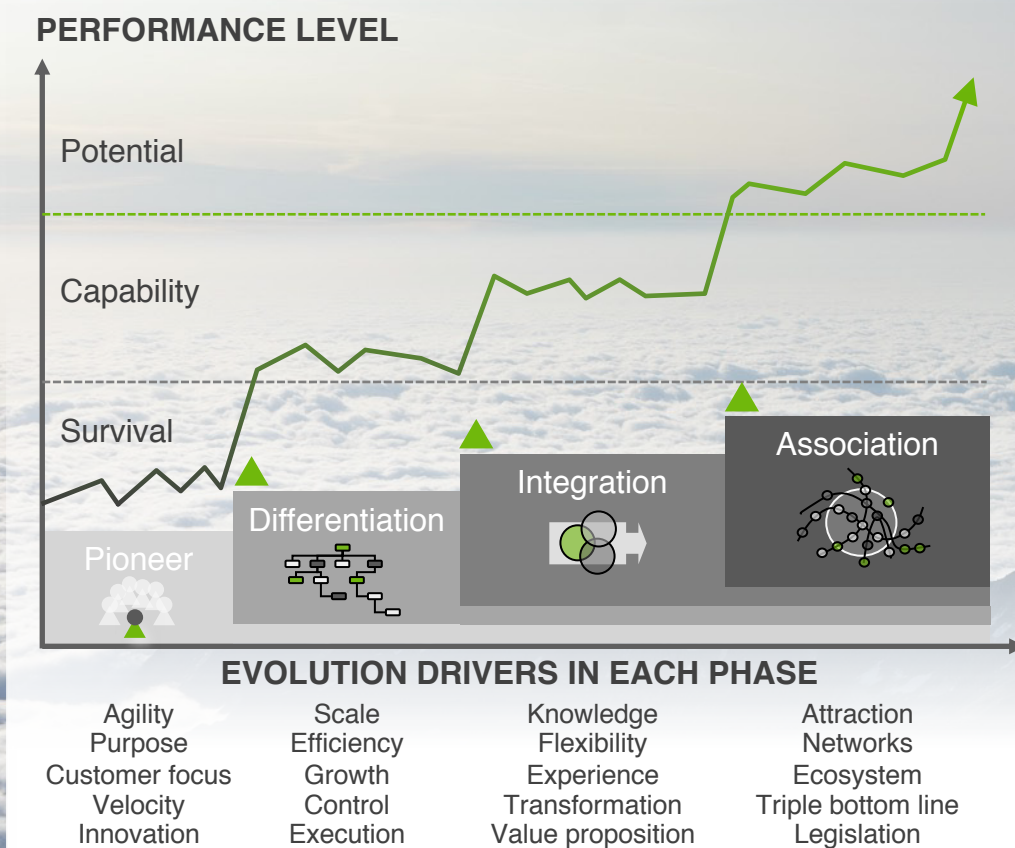 PERFORMANCE LEVEL
Potential
Capability
Survival
Association
Integration
Differentiation
Pioneer
EVOLUTION DRIVERS IN EACH PHASE
Agility Scale Knowledge Attraction
Purpose Efficiency Flexibility Networks
Customer focus Growth Experience Ecosystem
Velocity Control Transformation Triple bottom line
Innovation Execution Value proposition Legislation